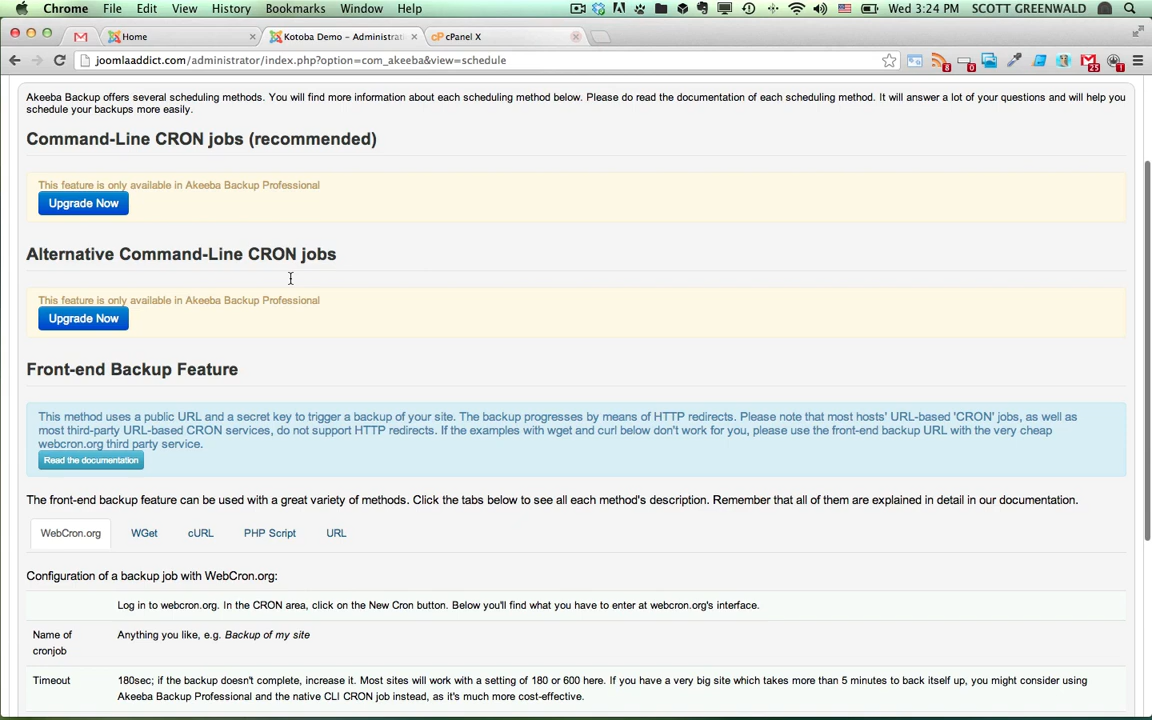 Chrome File Edit View History Bookmarks Window Help Wed 3:24 PM SCOTT GREENWALD
Home Kotoba Demo - Administrati cPanel X
joomlaaddict.com/administrator/index.php?option=com_akeeba&view=schedule
8 0 25 1
Akeeba Backup offers several scheduling methods. You will find more information about each scheduling method below. Please do read the documentation of each scheduling method. It will answer a lot of your questions and will help you
schedule your backups more easily.
Command-Line CRON jobs (recommended)
This feature is only available in Akeeba Backup Professional
Upgrade Now
Alternative Command-Line CRON jobs
This feature is only available in Akeeba Backup Professional
Upgrade Now
Front-end Backup Feature
This method uses a public URL and a secret key to trigger a backup of your site. The backup progresses by means of HTTP redirects. Please note that most hosts' URL-based 'CRON' jobs, as well as
most third-party URL-based CRON services, do not support HTTP redirects. If the examples with wget and curl below don't work for you, please use the front-end backup URL with the very cheap
webcron.org third party service.
Read the documentation
The front-end backup feature can be used with a great variety of methods. Click the tabs below to see all each method's description. Remember that all of them are explained in detail in our documentation.
WebCron.org WGet cURL PHP Script URL
Configuration of a backup job with WebCron.org:
Log in to webcron.org. In the CRON area, click on the New Cron button. Below you'll find what you have to enter at webcron.org's interface.
Name of Anything you like, e.g. Backup of my site
cronjob
Timeout 180sec; if the backup doesn't complete, increase it. Most sites will work with a setting of 180 or 600 here. If you have a very big site which takes more than 5 minutes to back itself up, you might consider using
Akeeba Backup Professional and the native CLI CRON job instead, as it's much more cost-effective.